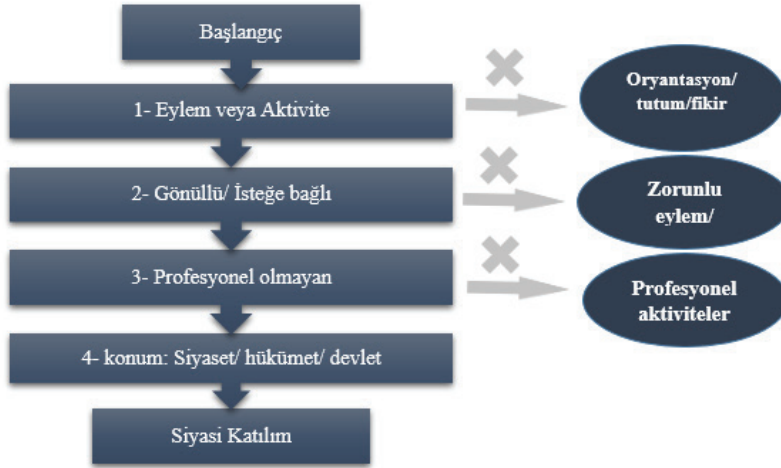 Başlangıç
1- Eylem veya Aktivite
Oryantasyon/
tutum/fikir
2- Gönüllü/ İsteğe bağlı
Zorunlu
eylem/
3- Profesyonel olmayan
Profesyonel
aktiviteler
4- konum: Siyaset/ hükümet/ devlet
Siyasi Katılım